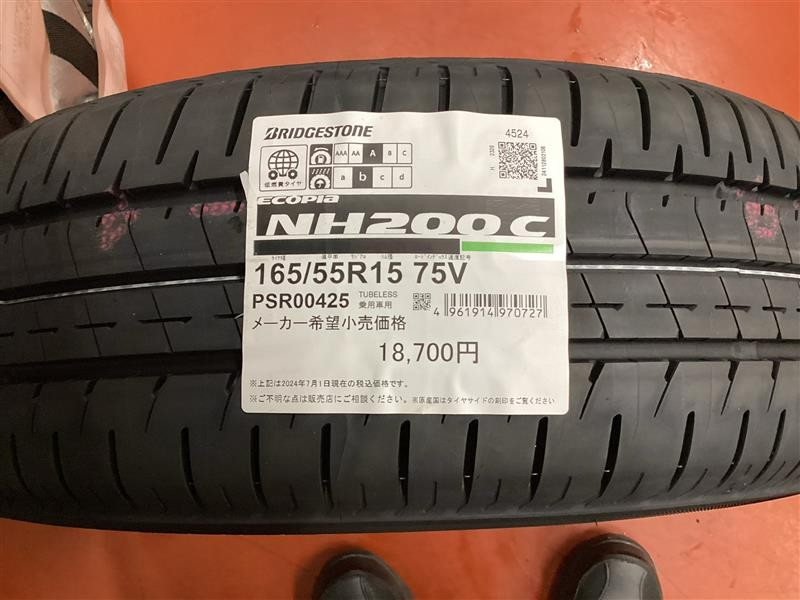 BRIDGESTONE
4524
AAA AA A B C
a b c d
低燃費タイヤ
ECOPIA
NH200 C
165/55R15 75V
PSR00425 TUBELESS 乗用車用
4 961914 970727
メーカー希望小売価格
18,700円
※上記は2024年7月1日現在の税込価格です。
※ご不明な点は販売店にご相談ください。※原産国はタイヤサイドの刻印をご覧ください